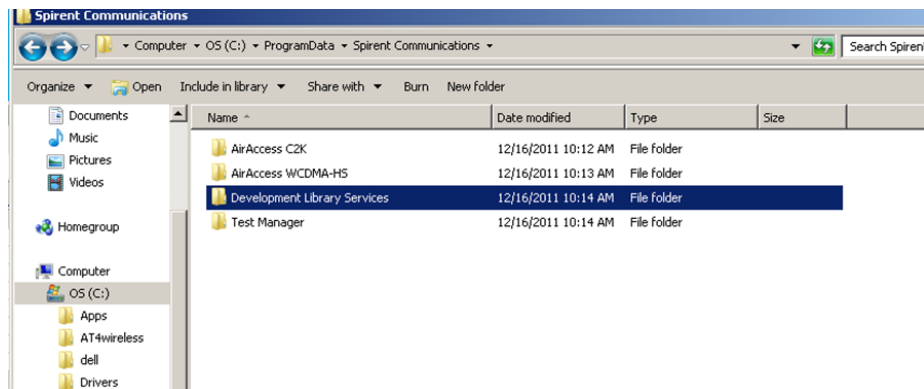 Spirent Communications
Computer OS (C:) ProgramData Spirent Communications
Organize Open Include in library Share with Burn New folder
Documents
Music
Pictures
Videos
Homegroup
Computer
OS (C:)
Apps
AT4wireless
dell
Drivers
Name Date modified Type Size
AirAccess C2K 12/16/2011 10:12 AM File folder
AirAccess WCDMA-HS 12/16/2011 10:13 AM File folder
Development Library Services 12/16/2011 10:14 AM File folder
Test Manager 12/16/2011 10:14 AM File folder